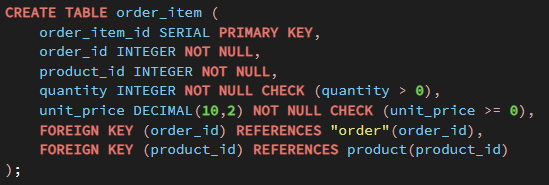 CREATE TABLE order_item (
    order_item_id SERIAL PRIMARY KEY,
    order_id INTEGER NOT NULL,
    product_id INTEGER NOT NULL,
    quantity INTEGER NOT NULL CHECK (quantity > 0),
    unit_price DECIMAL(10,2) NOT NULL CHECK (unit_price >= 0),
    FOREIGN KEY (order_id) REFERENCES "order"(order_id),
    FOREIGN KEY (product_id) REFERENCES product(product_id)
);